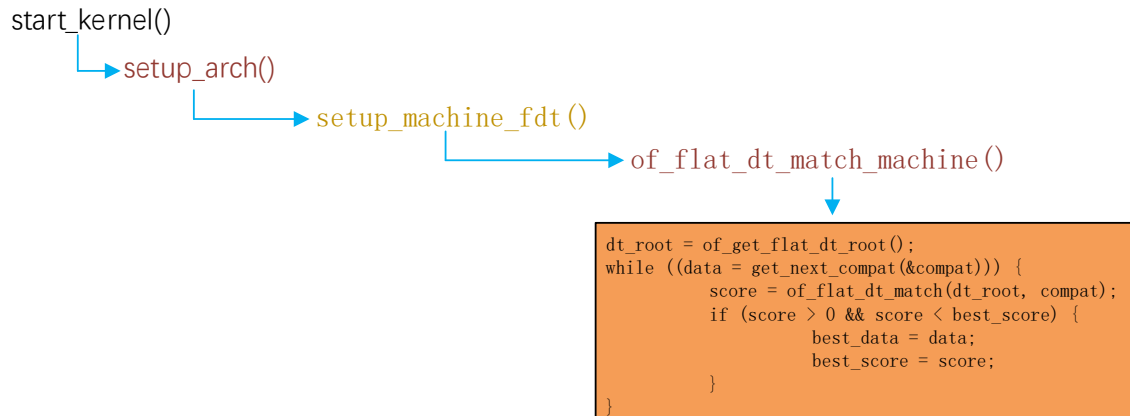 start_kernel()
setup_arch()
setup_machine_fdt()
of_flat_dt_match_machine()
dt_root = of_get_flat_dt_root();
while ((data = get_next_compat(&compat))) {
score = of_flat_dt_match(dt_root, compat);
if (score > 0 && score < best_score) {
best_data = data;
best_score = score;
}
}